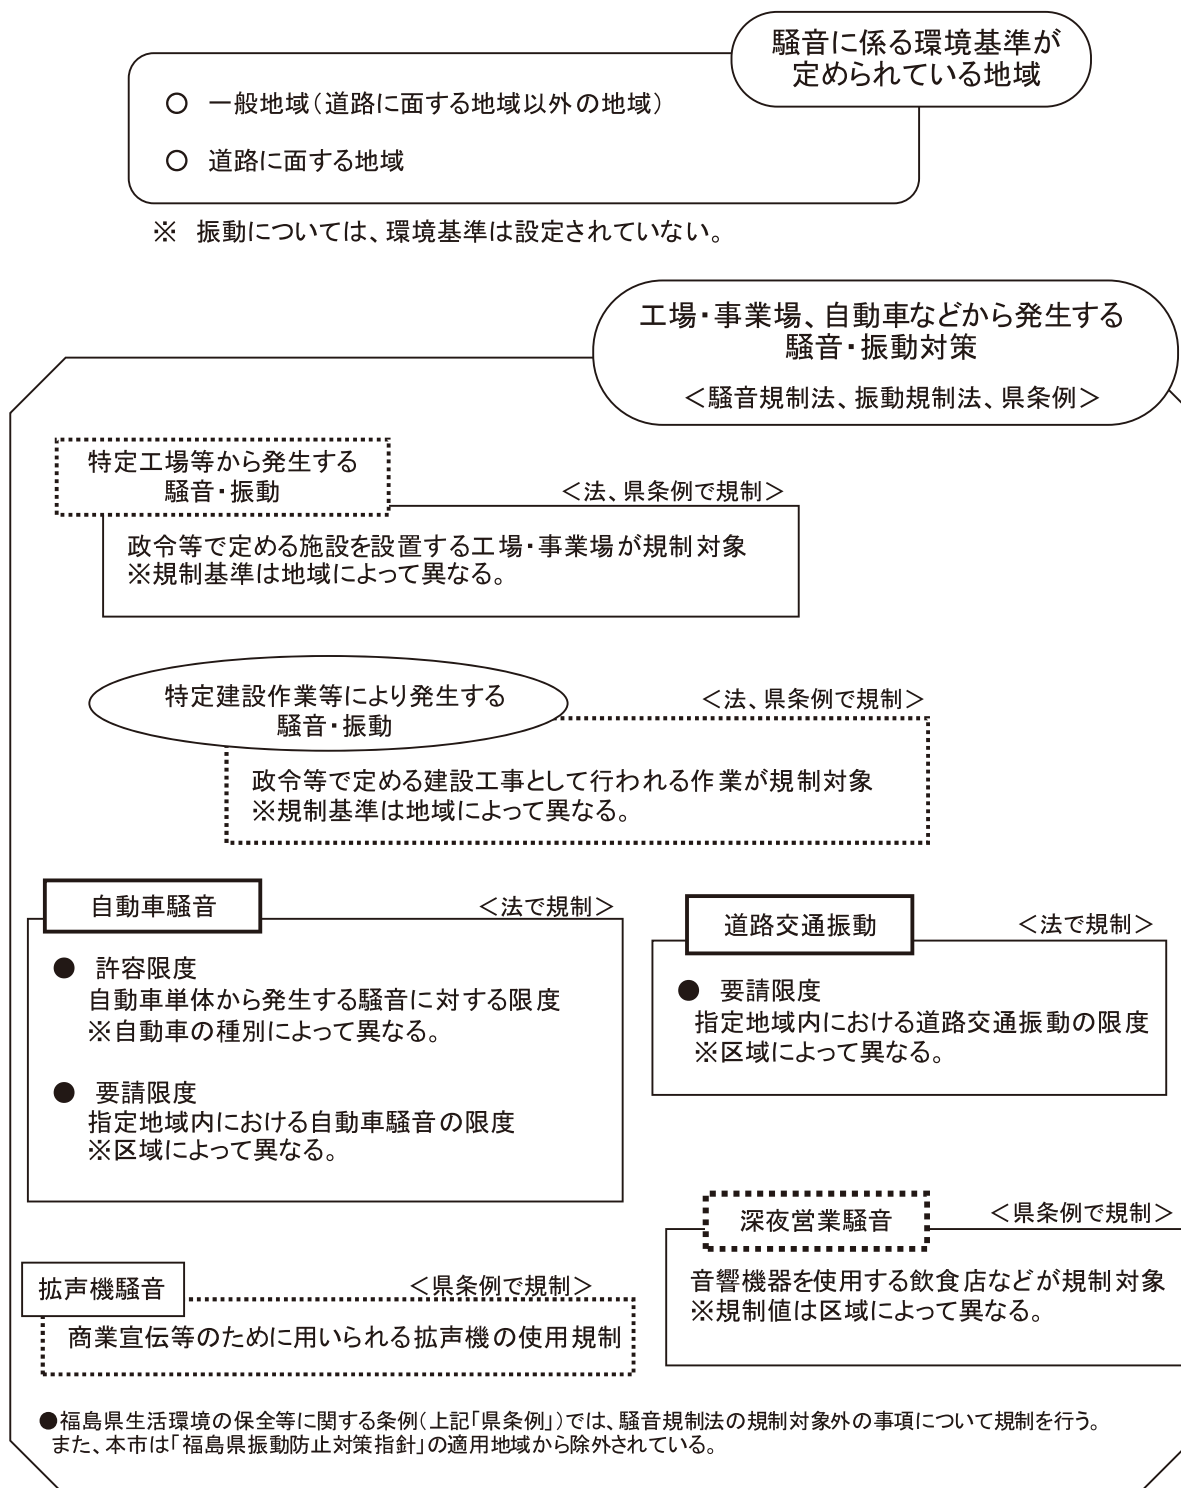 騒音に係る環境基準が
定められている地域
○ 一般地域（道路に面する地域以外の地域）
○ 道路に面する地域
※ 振動については、環境基準は設定されていない。
工場・事業場、自動車などから発生する
騒音・振動対策
＜騒音規制法、振動規制法、県条例＞
特定工場等から発生する
騒音・振動
＜法、県条例で規制＞
政令等で定める施設を設置する工場・事業場が規制対象
※規制基準は地域によって異なる。
特定建設作業等により発生する
騒音・振動
＜法、県条例で規制＞
政令等で定める建設工事として行われる作業が規制対象
※規制基準は地域によって異なる。
自動車騒音
＜法で規制＞
● 許容限度
自動車単体から発生する騒音に対する限度
※自動車の種別によって異なる。
● 要請限度
指定地域内における自動車騒音の限度
※区域によって異なる。
道路交通振動
＜法で規制＞
● 要請限度
指定地域内における道路交通振動の限度
※区域によって異なる。
深夜営業騒音
＜県条例で規制＞
音響機器を使用する飲食店などが規制対象
※規制値は区域によって異なる。
拡声機騒音
＜県条例で規制＞
商業宣伝等のために用いられる拡声機の使用規制
●福島県生活環境の保全等に関する条例（上記「県条例」）では、騒音規制法の規制対象外の事項について規制を行う。
また、本市は「福島県振動防止対策指針」の適用地域から除外されている。